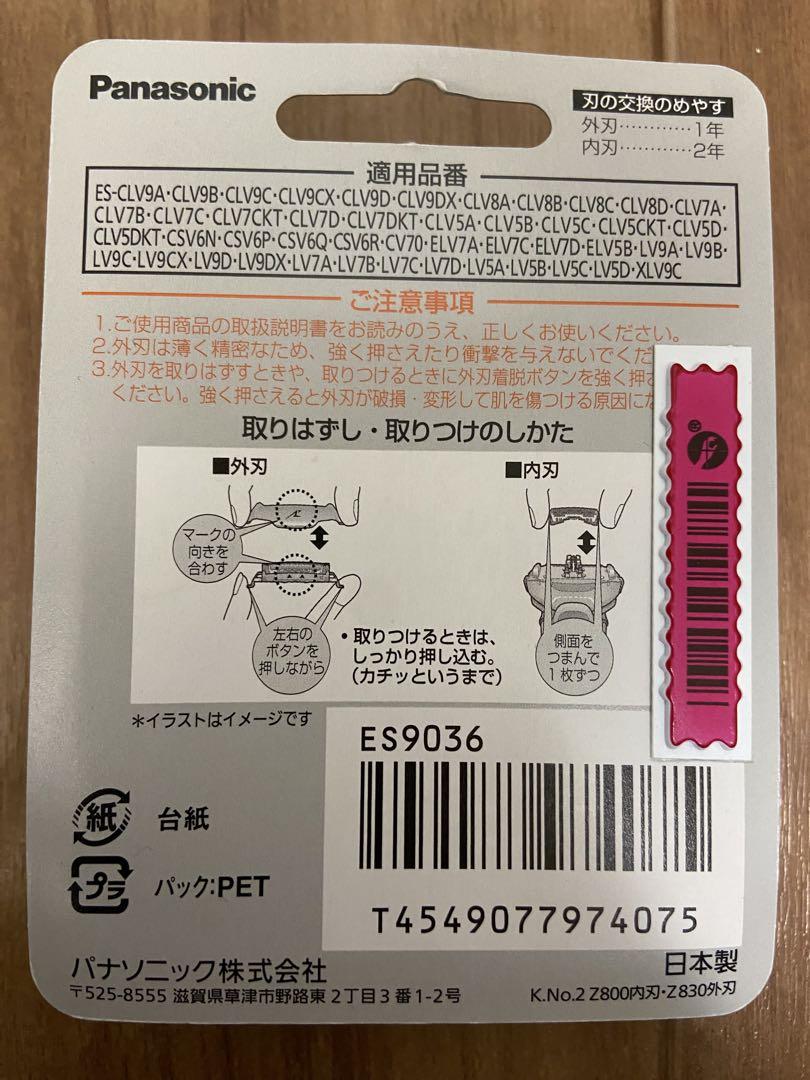 Panasonic
刃の交換のめやす
外刃…………1年
内刃…………2年
適用品番
ES-CLV9A・CLV9B・CLV9C・CLV9CX・CLV9D・CLV9DX・CLV8A・CLV8B・CLV8C・CLV8D・CLV7A・
CLV7B・CLV7C・CLV7CKT・CLV7D・CLV7DKT・CLV5A・CLV5B・CLV5C・CLV5CKT・CLV5D・
CLV5DKT・CSV6N・CSV6P・CSV6Q・CSV6R・CV70・ELV7A・ELV7C・ELV7D・ELV5B・LV9A・LV9B・
LV9C・LV9CX・LV9D・LV9DX・LV7A・LV7B・LV7C・LV7D・LV5A・LV5B・LV5C・LV5D・XLV9C
ご注意事項
1.ご使用商品の取扱説明書をお読みのうえ、正しくお使いください。
2.外刃は薄く精密なため、強く押さえたり衝撃を与えないでくだ
3.外刃を取りはずすときや、取りつけるときに外刃着脱ボタンを強く押さ
ください。強く押さえると外刃が破損・変形して肌を傷つける原因にな
取りはずし・取りつけのしかた
■外刃
■内刃
マークの
向きを
合わす
左右の
ボタンを
押しながら
・取りつけるときは、
しっかり押し込む。
(カチッというまで)
側面を
つまんで
1枚ずつ
*イラストはイメージです
ES9036
紙
台紙
プラ
パック:PET
T4549077974075
パナソニック株式会社
日本製
〒525-8555 滋賀県草津市野路東2丁目3番1-2号
K.No.2 Z800内刃・Z830外刃